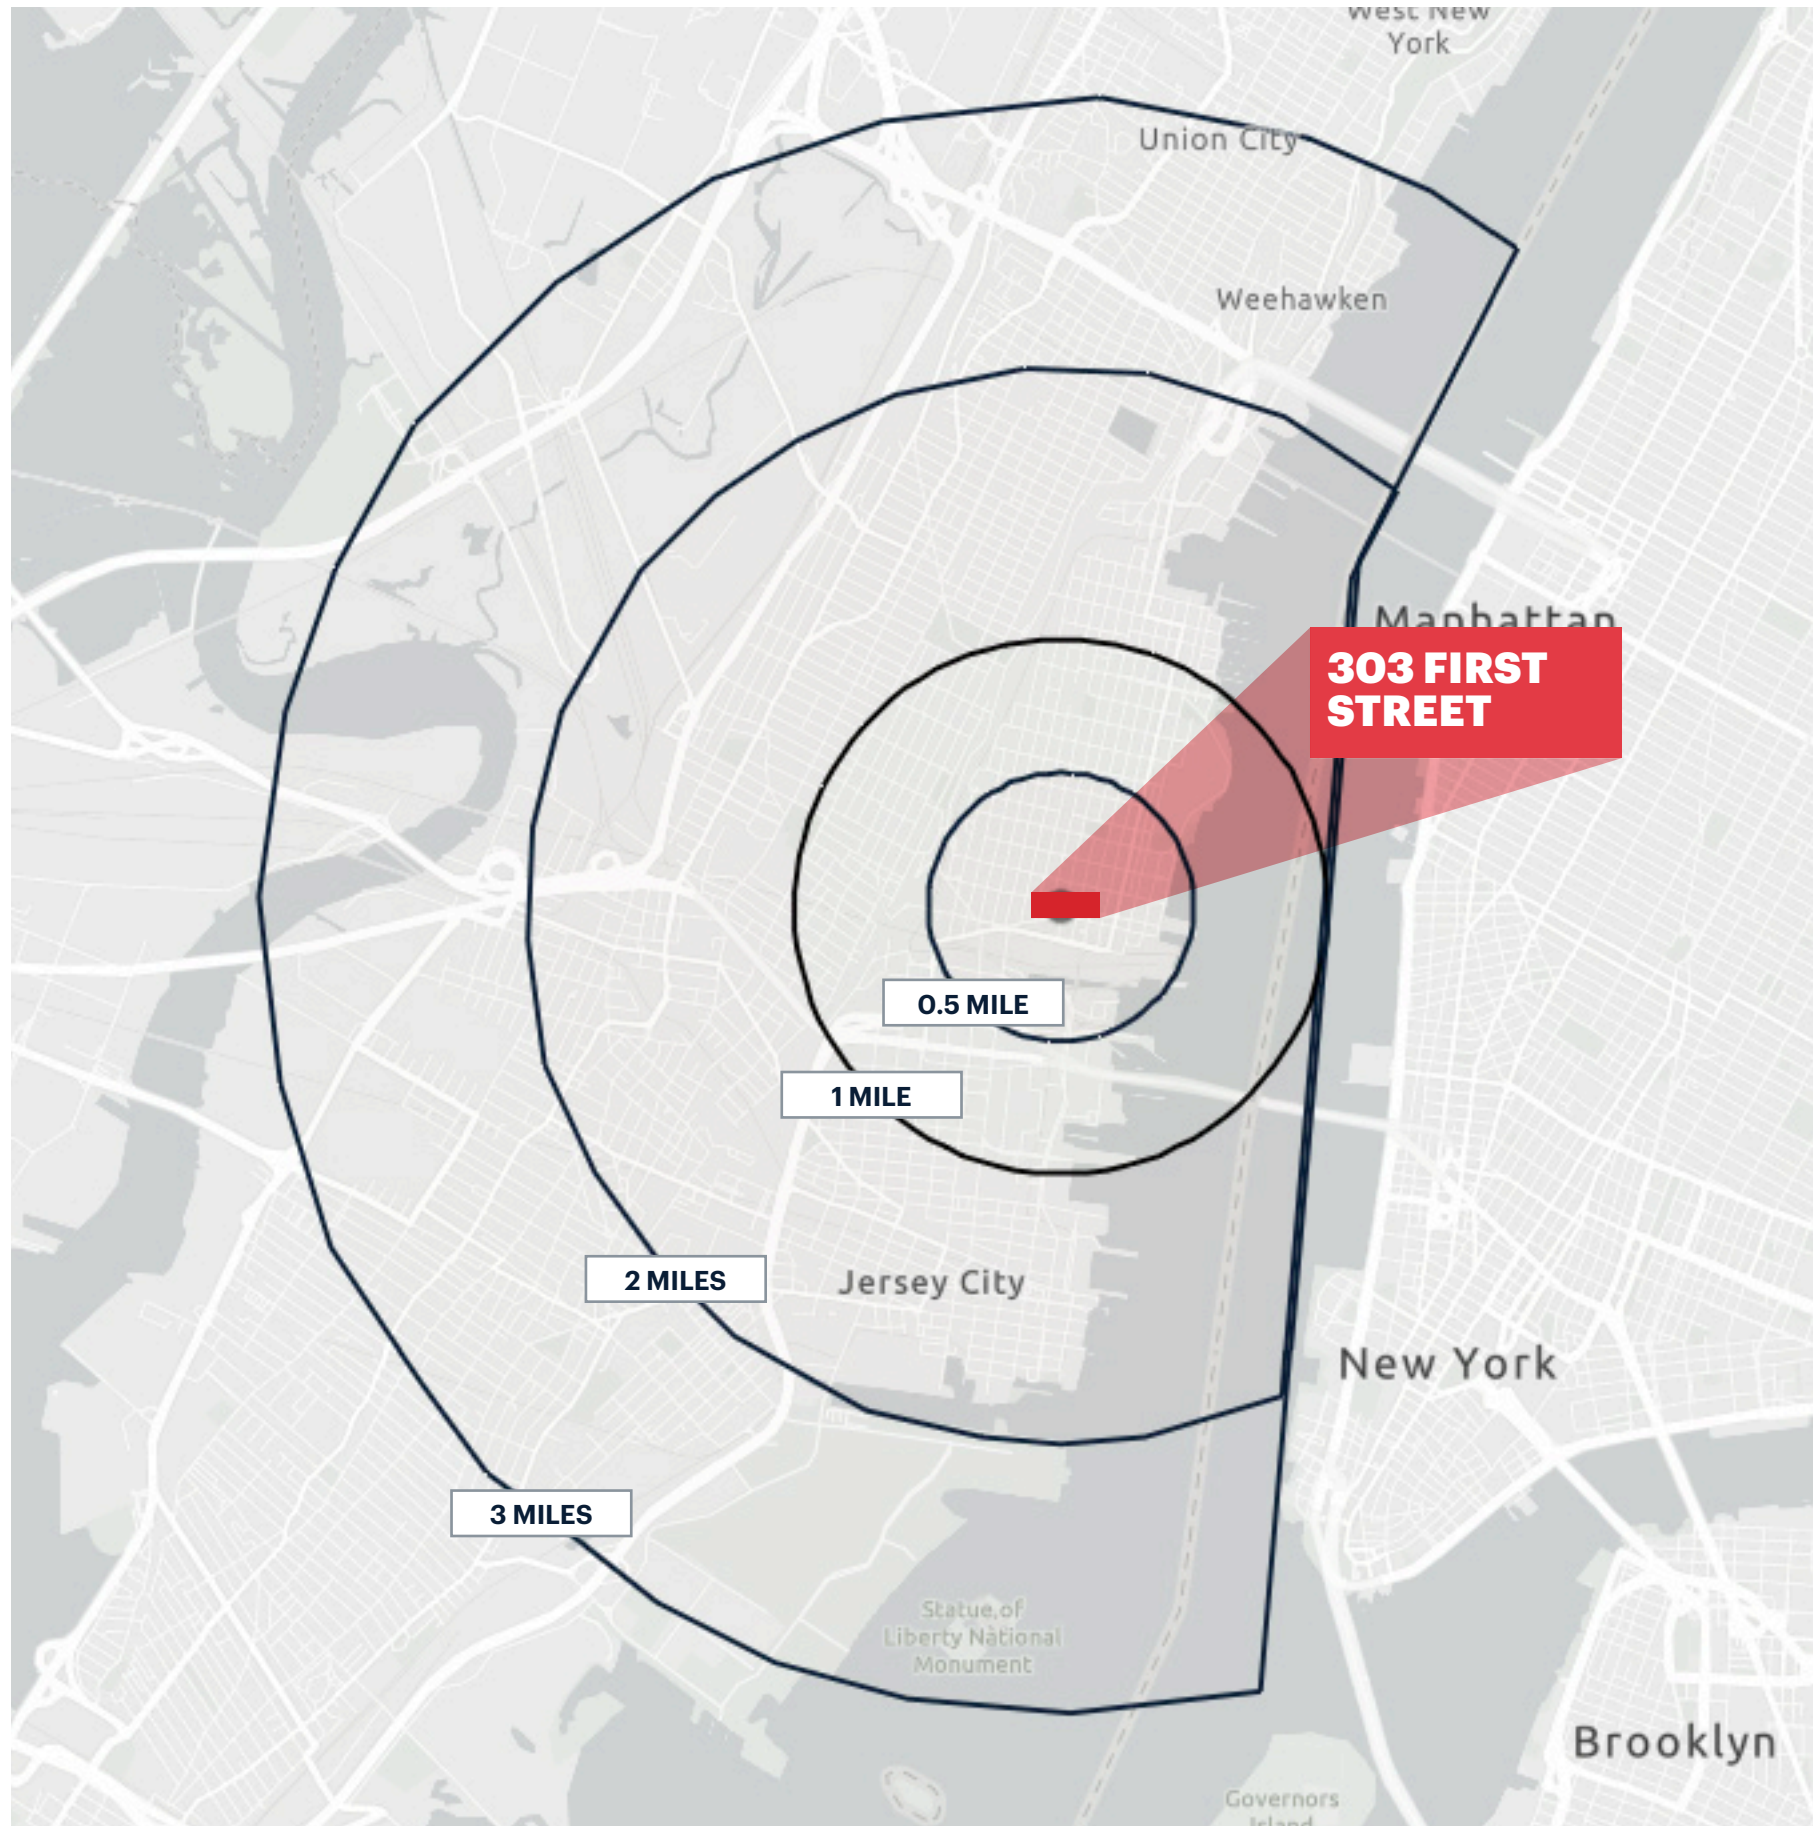 West New
York
Union City
Weehawken
Manhattan
303 FIRST
STREET
0.5 MILE
1 MILE
2 MILES
Jersey City
New York
3 MILES
Statue of
Liberty National
Monument
Brooklyn
Governors
Island